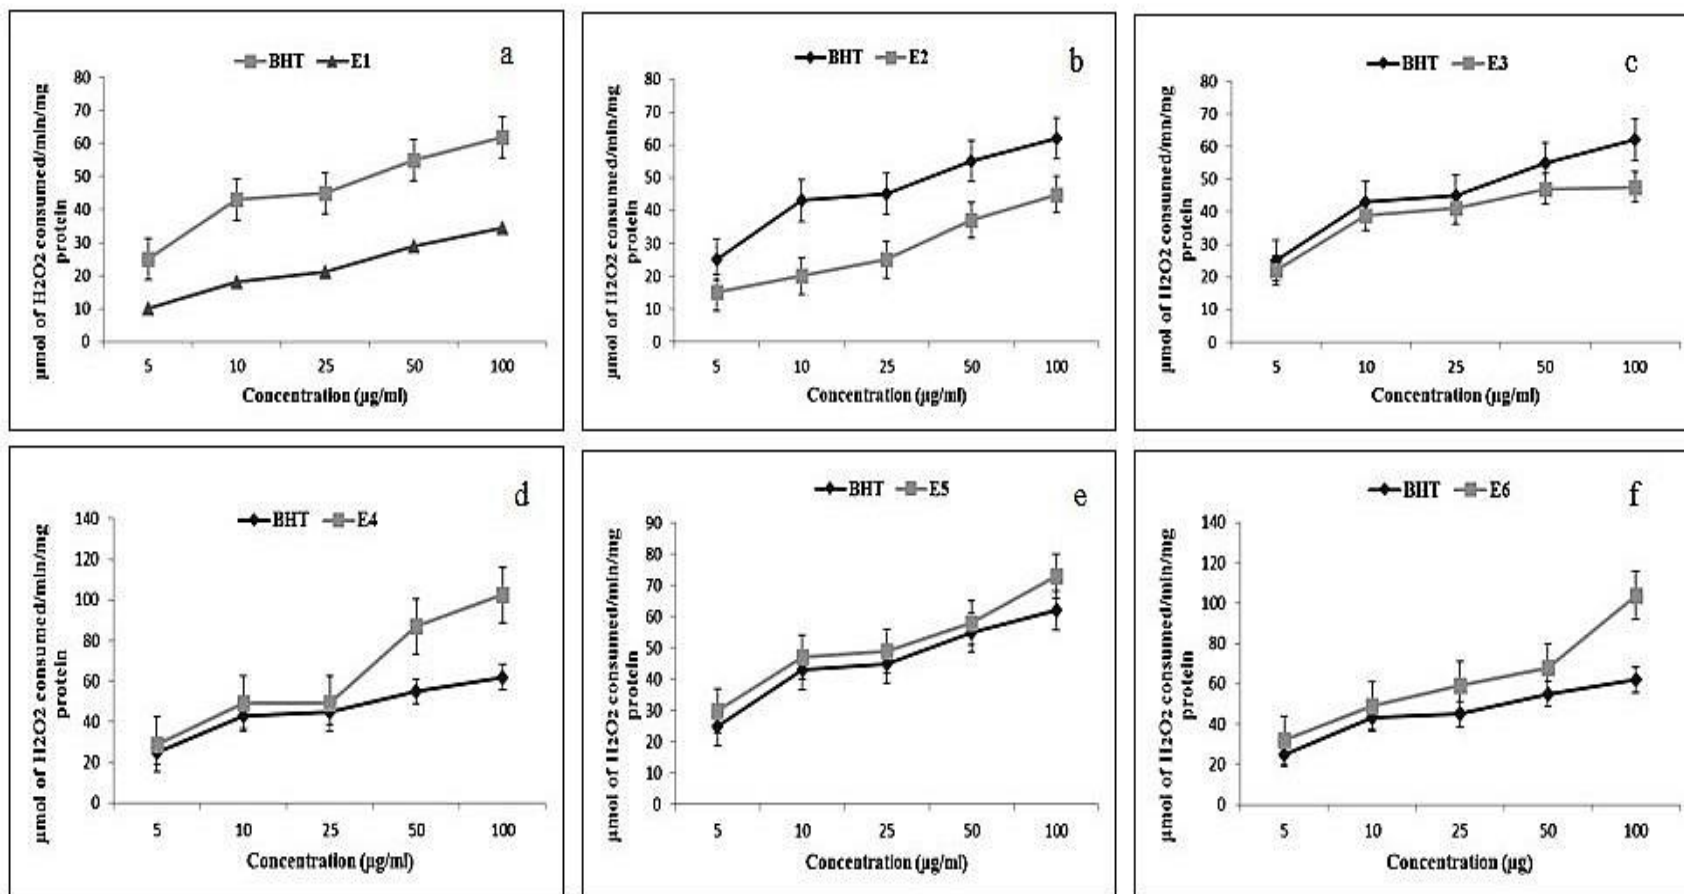 BHT E1 a
80
70
60
50
40
30
20
10
0
μmol of H2O2 consumed/min/mg
protein
5 10 25 50 100
Concentration (μg/ml)
BHT E2 b
80
70
60
50
40
30
20
10
0
μmol of H2O2 consumed/min/mg
protein
5 10 25 50 100
Concentration (μg/ml)
BHT E3 c
80
70
60
50
40
30
20
10
0
μmol of H2O2 consumed/mn/mg
protein
5 10 25 50 100
Concentration (μg/ml)
d
BHT E4
140
120
100
80
60
40
20
0
μmol of H2O2 consumed/min/mg
protein
5 10 25 50 100
Concentration (μg/ml)
BHT E5 e
90
80
70
60
50
40
30
20
10
0
μmol of H2O2 consumed/min/mg
protein
5 10 25 50 100
Concentration (μg/ml)
BHT E6 f
140
120
100
80
60
40
20
0
μmol of H2O2 consumed/min/mg
protein
5 10 25 50 100
Concentration (μg)